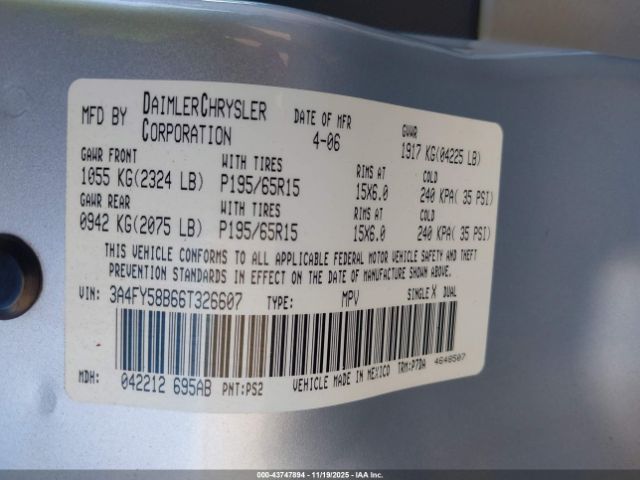 MFD BY DAIMLERCHRYSLER CORPORATION DATE OF MFR 4-06 GVWR 1917 KG(04225 LB)
GAWR FRONT WITH TIRES RIMS AT COLD
1055 KG(2324 LB) P195/65R15 15X6.0 240 KPA( 35 PSI)
GAWR REAR WITH TIRES RIMS AT COLD
0942 KG(2075 LB) P195/65R15 15X6.0 240 KPA( 35 PSI)
THIS VEHICLE CONFORMS TO ALL APPLICABLE FEDERAL MOTOR VEHICLE SAFETY AND THEFT
PREVENTION STANDARDS IN EFFECT ON THE DATE OF MANUFACTURE SHOWN ABOVE.
VIN: 3A4FY58B66T326607 TYPE: MPV SINGLE X DUAL
MDH: 042212 695AB PNT:PS2 VEHICLE MADE IN MEXICO TRM:P7DA 4648507
000-43747894 - 11/19/2025 - IAA Inc.